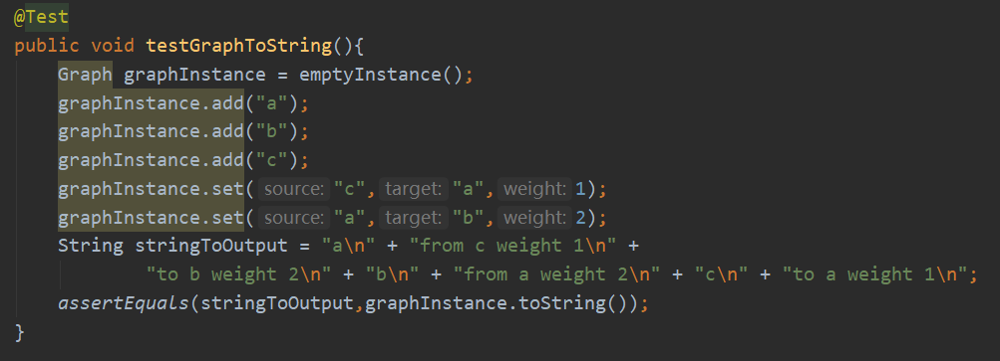 @Test
public void testGraphToString(){
    Graph graphInstance = emptyInstance();
    graphInstance.add("a");
    graphInstance.add("b");
    graphInstance.add("c");
    graphInstance.set( source: "c", target: "a", weight: 1);
    graphInstance.set( source: "a", target: "b", weight: 2);
    String stringToOutput = "a\n" + "from c weight 1\n" +
            "to b weight 2\n" + "b\n" + "from a weight 2\n" + "c\n" + "to a weight 1\n";
    assertEquals(stringToOutput,graphInstance.toString());
}